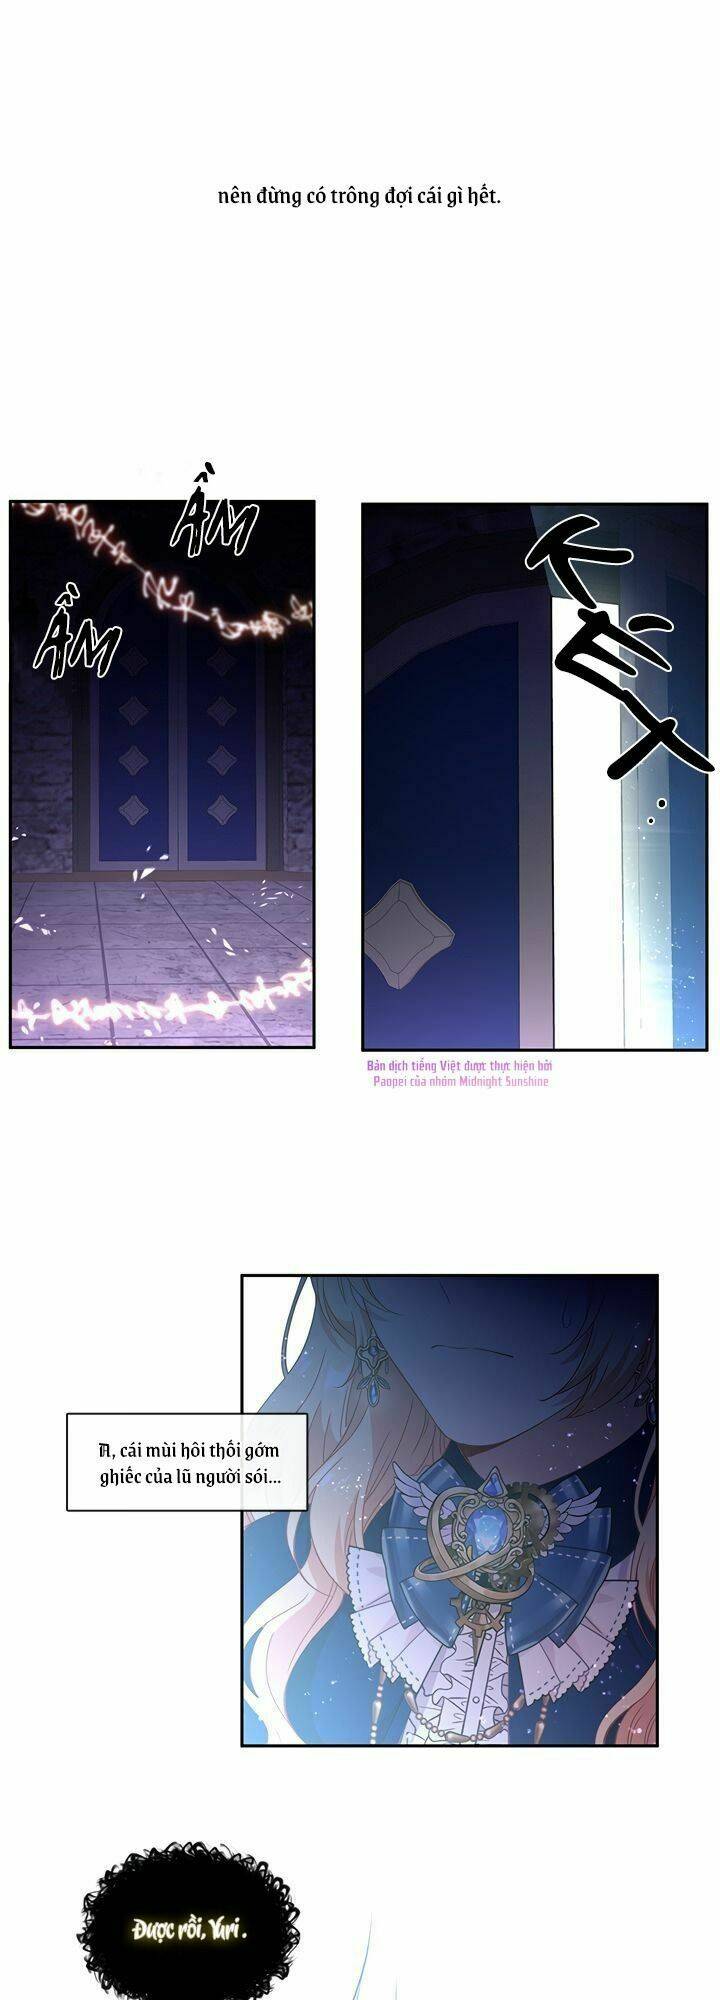 nên đừng có trông đợi cái gì hết.
ẦM
ẦM
KÉT
Bản dịch tiếng Việt được thực hiện bởi
Paopei của nhóm Midnight Sunshine
A, cái mùi hôi thối gớm
ghiếc của lũ người sói...
Được rồi, Yuri.